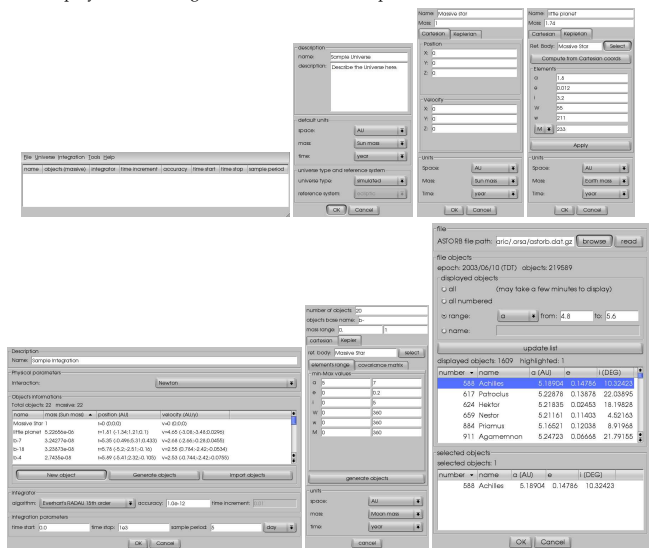 File Universe Integration Tools Help
name objects (massive) integrator time increment accuracy time start time stop sample period
description
name: Sample Universe
description: Describe the Universe here.
default units
space: AU
mass: Sun mass
time: year
universe type and reference system
universe type: simulated
reference system:
OK Cancel
Name: Massive star
Mass: 1
Cartesian Keplerian
Position
X: 0
Y: 0
Z: 0
Velocity
X: 0
Y: 0
Z: 0
Units
Space: AU
Mass: Sun mass
Time: year
OK Cancel
Name: little planet
Mass: 1.74
Cartesian Keplerian
Ref. Body: Massive Star Select
Compute from Cartesian coords
Elements
a 1.5
e 0.012
i 3.2
W 55
w 211
M 233
Apply
Units
Space: AU
Mass: Earth mass
Time: year
OK Cancel
Description
Name: Sample Integration
Physical parameters
Interaction: Newton
Objects informations
Total objects: 22 massive: 22
name mass (Sun mass) position (AU) velocity (AU/y)
Massive Star 1 r=0 (0;0;0) v=0 (0;0;0)
little planet
b-7
b-18
b-4
New object Generate objects Import objects
Integrator
algorithm: Everhart's RADAU 15th order accuracy: 1.0e-12 time increment: 0.01
Integration parameters
time start: 0.0 time stop: 1e3 sample period: 5 day
OK Cancel
number of objects: 20
objects base name: b-
mass range: 0. 1
cartesian Kepler
ref. body: Massive Star select
elements range covariance matrix
min-Max values
a 5 7
e 0 0.2
i 0 5
W 0 360
w 0 360
M 0 360
generate objects
units
space: AU
mass: Moon mass
time: year
cancel
file
ASTORB file path: aric/.orsa/astorb.dat.gz browse read
file objects
epoch: 2003/06/10 (TDT) objects: 219589
displayed objects
all (may take a few minutes to display)
all numbered
range: a from: 4.8 to: 5.6
name:
update list
displayed objects: 1609 highlighted: 1
number name a (AU) e i (DEG)
588 Achilles 5.18904 0.14786 10.32423
617 Patroclus 5.22878 0.13878 22.03895
624 Hektor 5.21835 0.02453 18.19828
659 Nestor 5.21161 0.11403 4.52163
884 Priamus 5.16521 0.12038 8.91968
911 Agamemnon 5.24723 0.06668 21.79155
selected objects
selected objects: 1
number name a (AU) e i (DEG)
588 Achilles 5.18904 0.14786 10.32423
OK Cancel